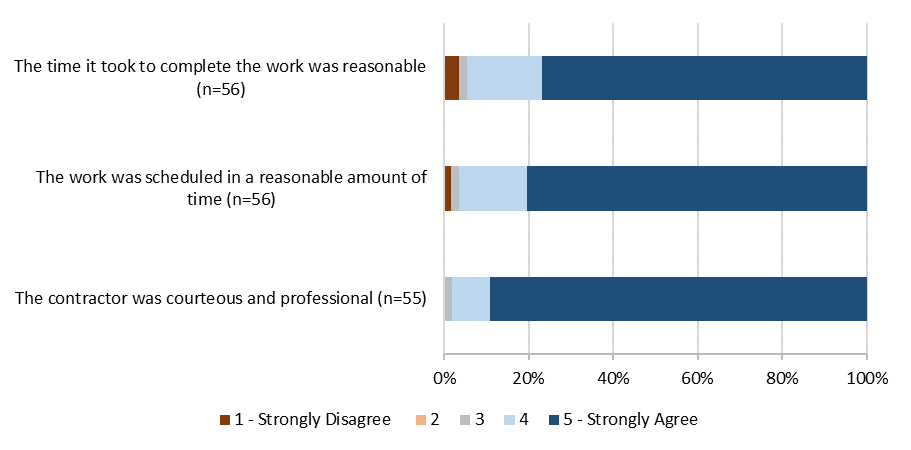 The time it took to complete the work was reasonable
(n=56)
The work was scheduled in a reasonable amount of
time (n=56)
The contractor was courteous and professional (n=55)
0% 20% 40% 60% 80% 100%
1 - Strongly Disagree 2 3 4 5 - Strongly Agree